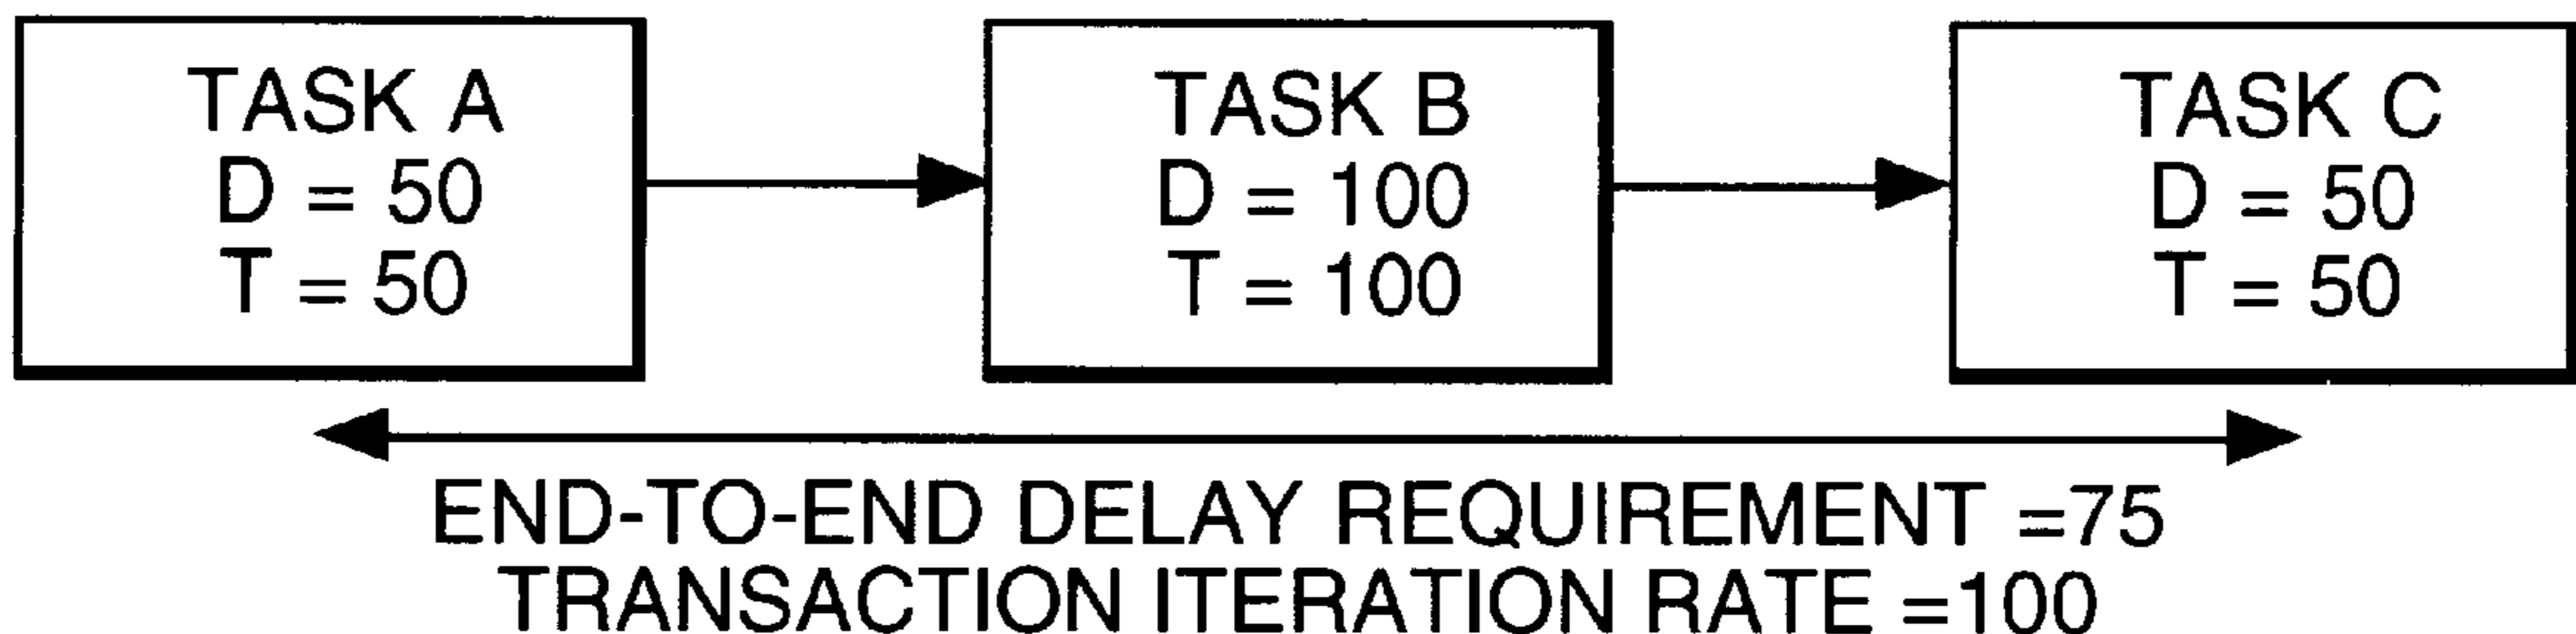 TASK A
D = 50
T = 50
TASK B
D = 100
T = 100
TASK C
D = 50
T = 50
END-TO-END DELAY REQUIREMENT =75
TRANSACTION ITERATION RATE =100